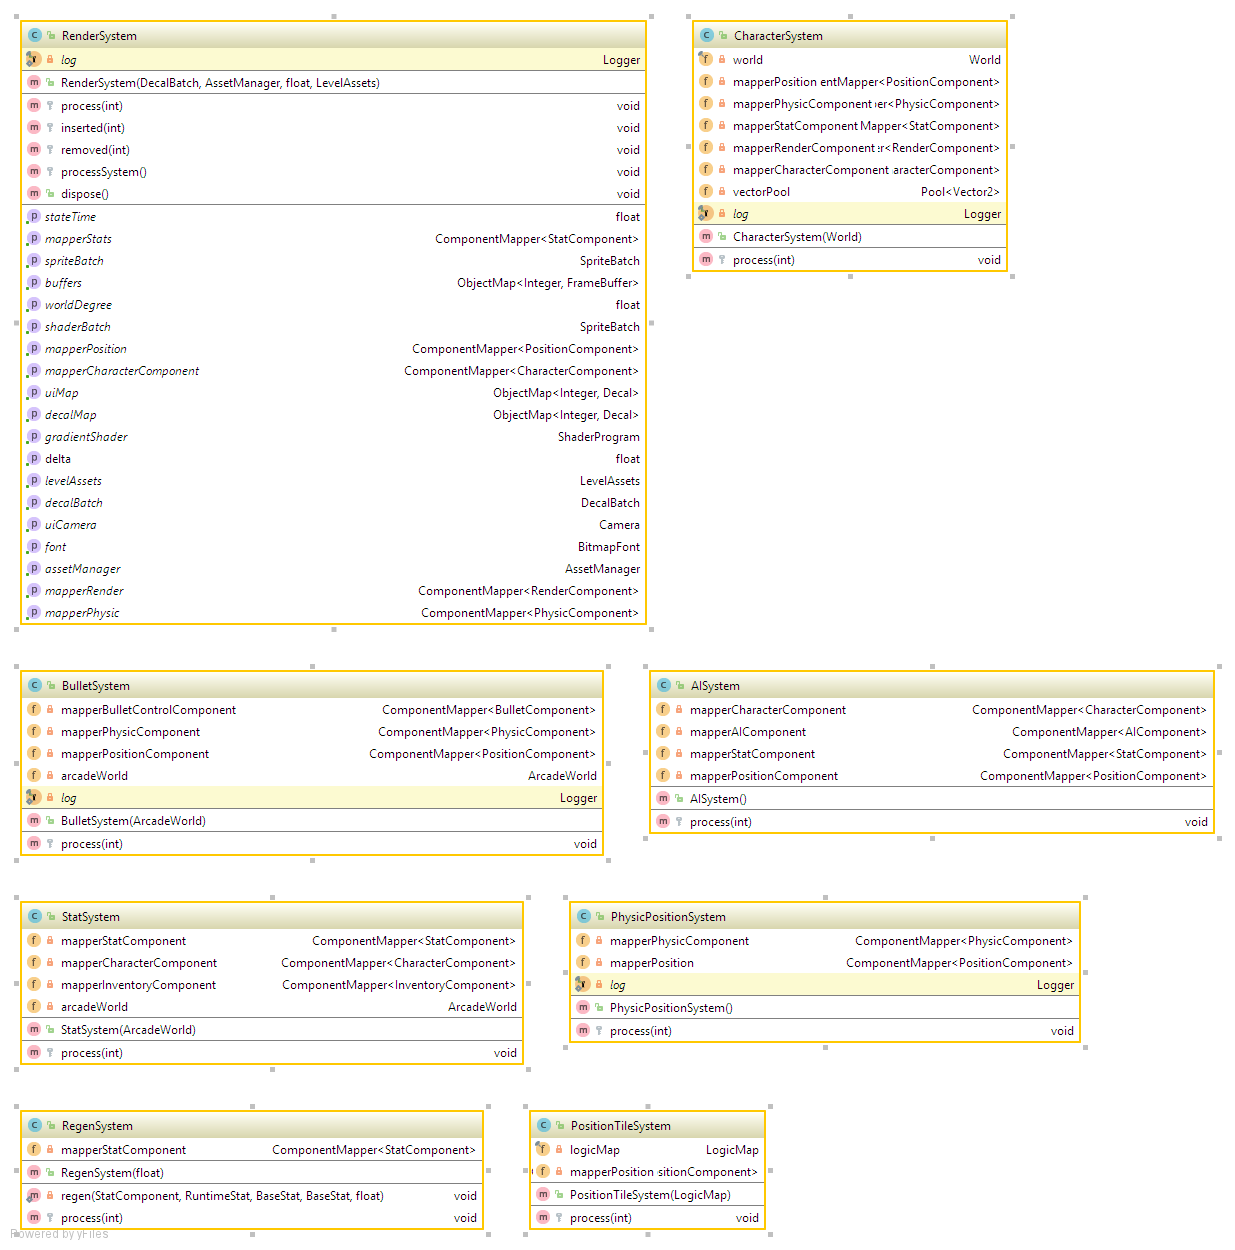 RenderSystem
log Logger
RenderSystem(DecalBatch, AssetManager, float, LevelAssets)
process(int) void
inserted(int) void
removed(int) void
processSystem() void
dispose() void
stateTime float
mapperStats ComponentMapper<StatComponent>
spriteBatch SpriteBatch
buffers ObjectMap<Integer, FrameBuffer>
worldDegree float
shaderBatch SpriteBatch
mapperPosition ComponentMapper<PositionComponent>
mapperCharacterComponent ComponentMapper<CharacterComponent>
uiMap ObjectMap<Integer, Decal>
decalMap ObjectMap<Integer, Decal>
gradientShader ShaderProgram
delta float
levelAssets LevelAssets
decalBatch DecalBatch
uiCamera Camera
font BitmapFont
assetManager AssetManager
mapperRender ComponentMapper<RenderComponent>
mapperPhysic ComponentMapper<PhysicComponent>
CharacterSystem
world World
mapperPosition entMapper<PositionComponent>
mapperPhysicComponent er<PhysicComponent>
mapperStatComponent Mapper<StatComponent>
mapperRenderComponent r<RenderComponent>
mapperCharacterComponent aracterComponent>
vectorPool Pool<Vector2>
log Logger
CharacterSystem(World)
process(int) void
BulletSystem
mapperBulletControlComponent ComponentMapper<BulletComponent>
mapperPhysicComponent ComponentMapper<PhysicComponent>
mapperPositionComponent ComponentMapper<PositionComponent>
arcadeWorld ArcadeWorld
log Logger
BulletSystem(ArcadeWorld)
process(int) void
AISystem
mapperCharacterComponent ComponentMapper<CharacterComponent>
mapperAIComponent ComponentMapper<AIComponent>
mapperStatComponent ComponentMapper<StatComponent>
mapperPositionComponent ComponentMapper<PositionComponent>
AISystem()
process(int) void
StatSystem
mapperStatComponent ComponentMapper<StatComponent>
mapperCharacterComponent ComponentMapper<CharacterComponent>
mapperInventoryComponent ComponentMapper<InventoryComponent>
arcadeWorld ArcadeWorld
StatSystem(ArcadeWorld)
process(int) void
PhysicPositionSystem
mapperPhysicComponent ComponentMapper<PhysicComponent>
mapperPosition ComponentMapper<PositionComponent>
log Logger
PhysicPositionSystem()
process(int) void
RegenSystem
mapperStatComponent ComponentMapper<StatComponent>
RegenSystem(float)
regen(StatComponent, RuntimeStat, BaseStat, BaseStat, float) void
process(int) void
PositionTileSystem
logicMap LogicMap
mapperPosition sitionComponent>
PositionTileSystem(LogicMap)
process(int) void
Powered by yFiles